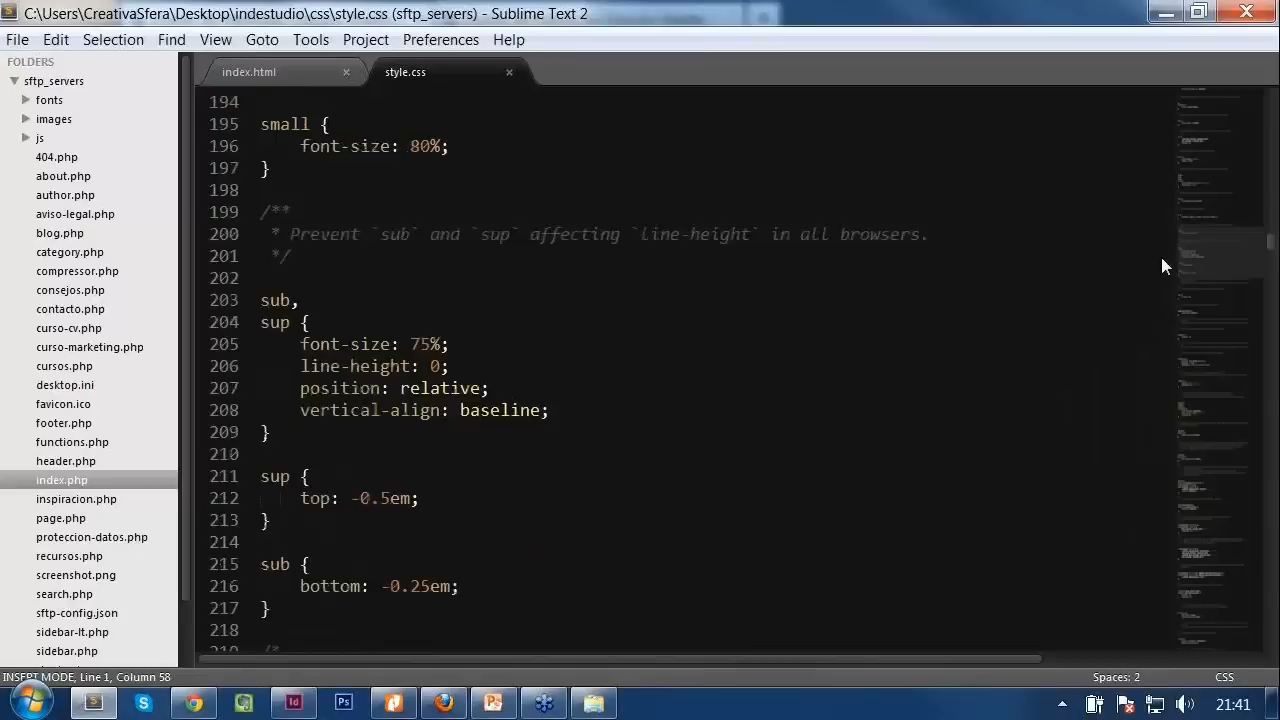 C:\Users\CreativaSfera\Desktop\indestudio\css\style.css (sftp_servers) - Sublime Text 2
File Edit Selection Find View Goto Tools Project Preferences Help
FOLDERS
sftp_servers
fonts
images
js
404.php
about.php
author.php
aviso-legal.php
blog.php
category.php
compressor.php
consejos.php
contacto.php
curso-cv.php
curso-marketing.php
cursos.php
desktop.ini
favicon.ico
footer.php
functions.php
header.php
index.php
inspiracion.php
page.php
proteccion-datos.php
recursos.php
screenshot.png
search.php
sftp-config.json
sidebar-lt.php
sidebar.php
index.html × style.css ×
194
195 small {
196 font-size: 80%;
197 }
198
199 /**
200 * Prevent `sub` and `sup` affecting `line-height` in all browsers.
201 */
202
203 sub,
204 sup {
205 font-size: 75%;
206 line-height: 0;
207 position: relative;
208 vertical-align: baseline;
209 }
210
211 sup {
212 top: -0.5em;
213 }
214
215 sub {
216 bottom: -0.25em;
217 }
218
219 /*
INSERT MODE, Line 1, Column 58 Spaces: 2 CSS
S Id Ps P 21:41